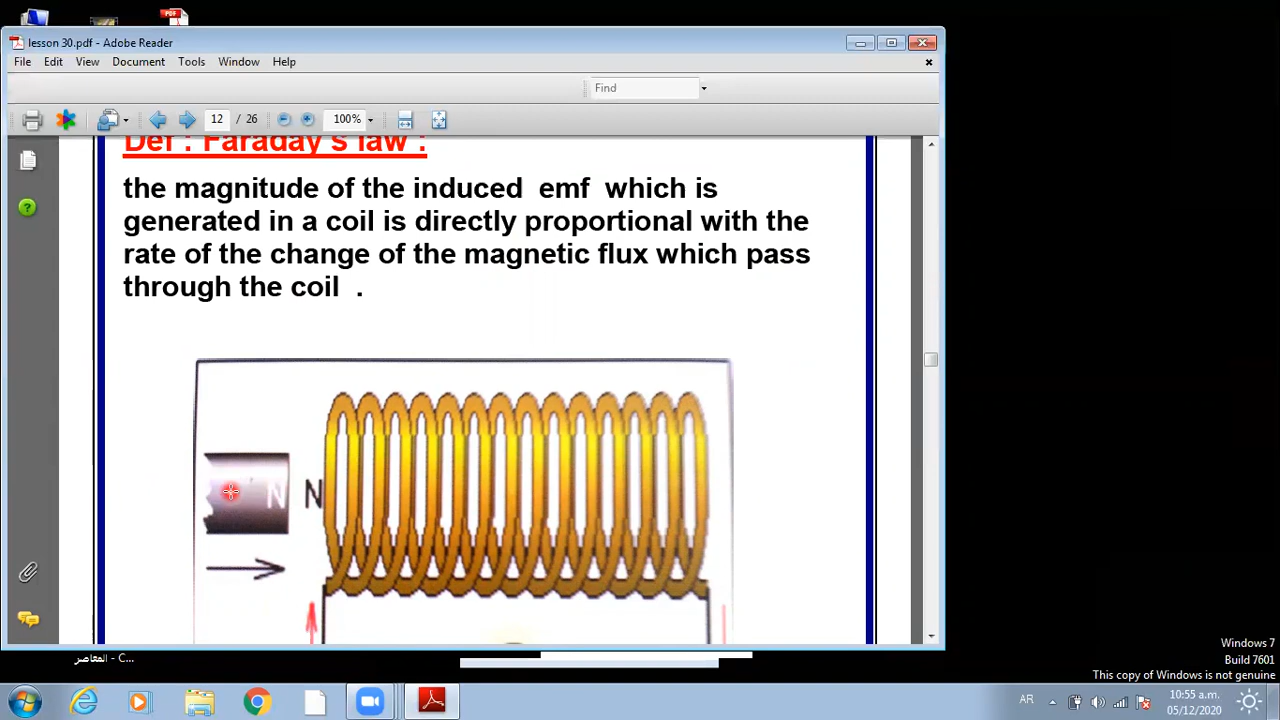 lesson 30.pdf - Adobe Reader
File Edit View Document Tools Window Help
Find
12 / 26 100%
Def : Faraday's law :
the magnitude of the induced emf which is
generated in a coil is directly proportional with the
rate of the change of the magnetic flux which pass
through the coil .
N N
المعاصر - C...
Windows 7
Build 7601
This copy of Windows is not genuine
AR
10:55 a.m.
05/12/2020